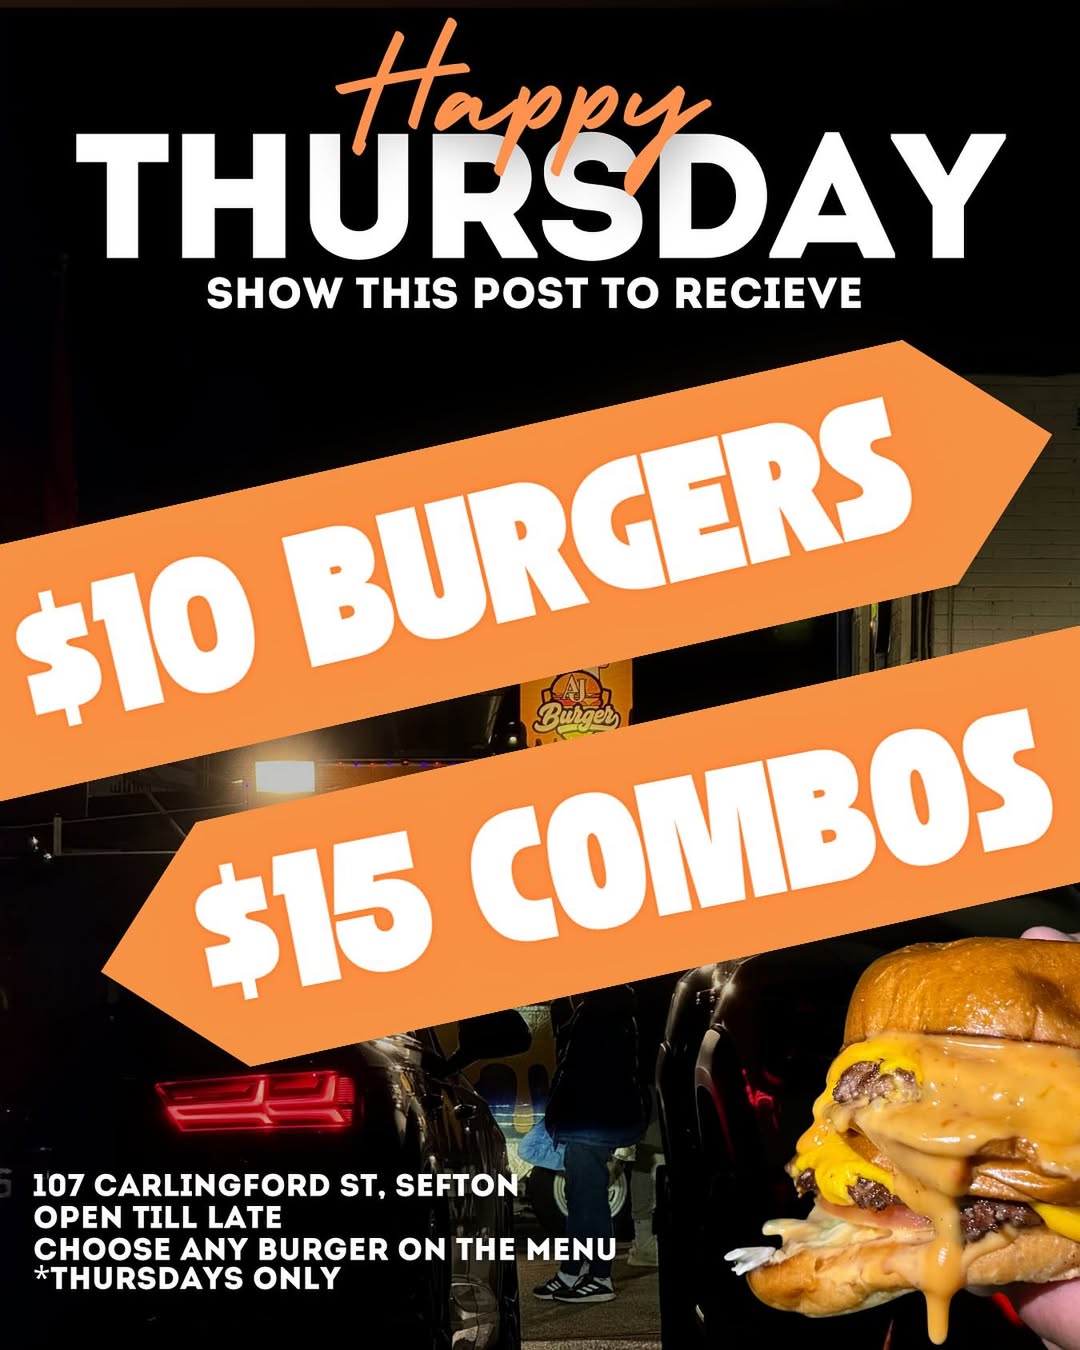 Happy
THURSDAY
SHOW THIS POST TO RECIEVE
$10 BURGERS
AJ
Burger
$15 COMBOS
107 CARLINGFORD ST, SEFTON
OPEN TILL LATE
CHOOSE ANY BURGER ON THE MENU
*THURSDAYS ONLY